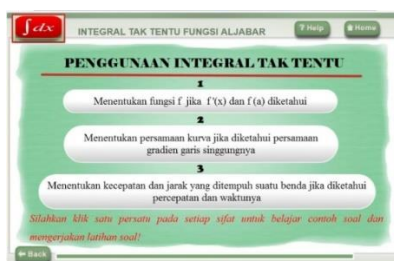 ∫dx
INTEGRAL TAK TENTU FUNGSI ALJABAR
? Help
Home
PENGGUNAAN INTEGRAL TAK TENTU
1
Menentukan fungsi f jika f '(x) dan f (a) diketahui
2
Menentukan persamaan kurva jika diketahui persamaan
gradien garis singgungnya
3
Menentukan kecepatan dan jarak yang ditempuh suatu benda jika diketahui
percepatan dan waktunya
Silahkan klik satu persatu pada setiap sifat untuk belajar contoh soal dan
mengerjakan latihan soal!
Back